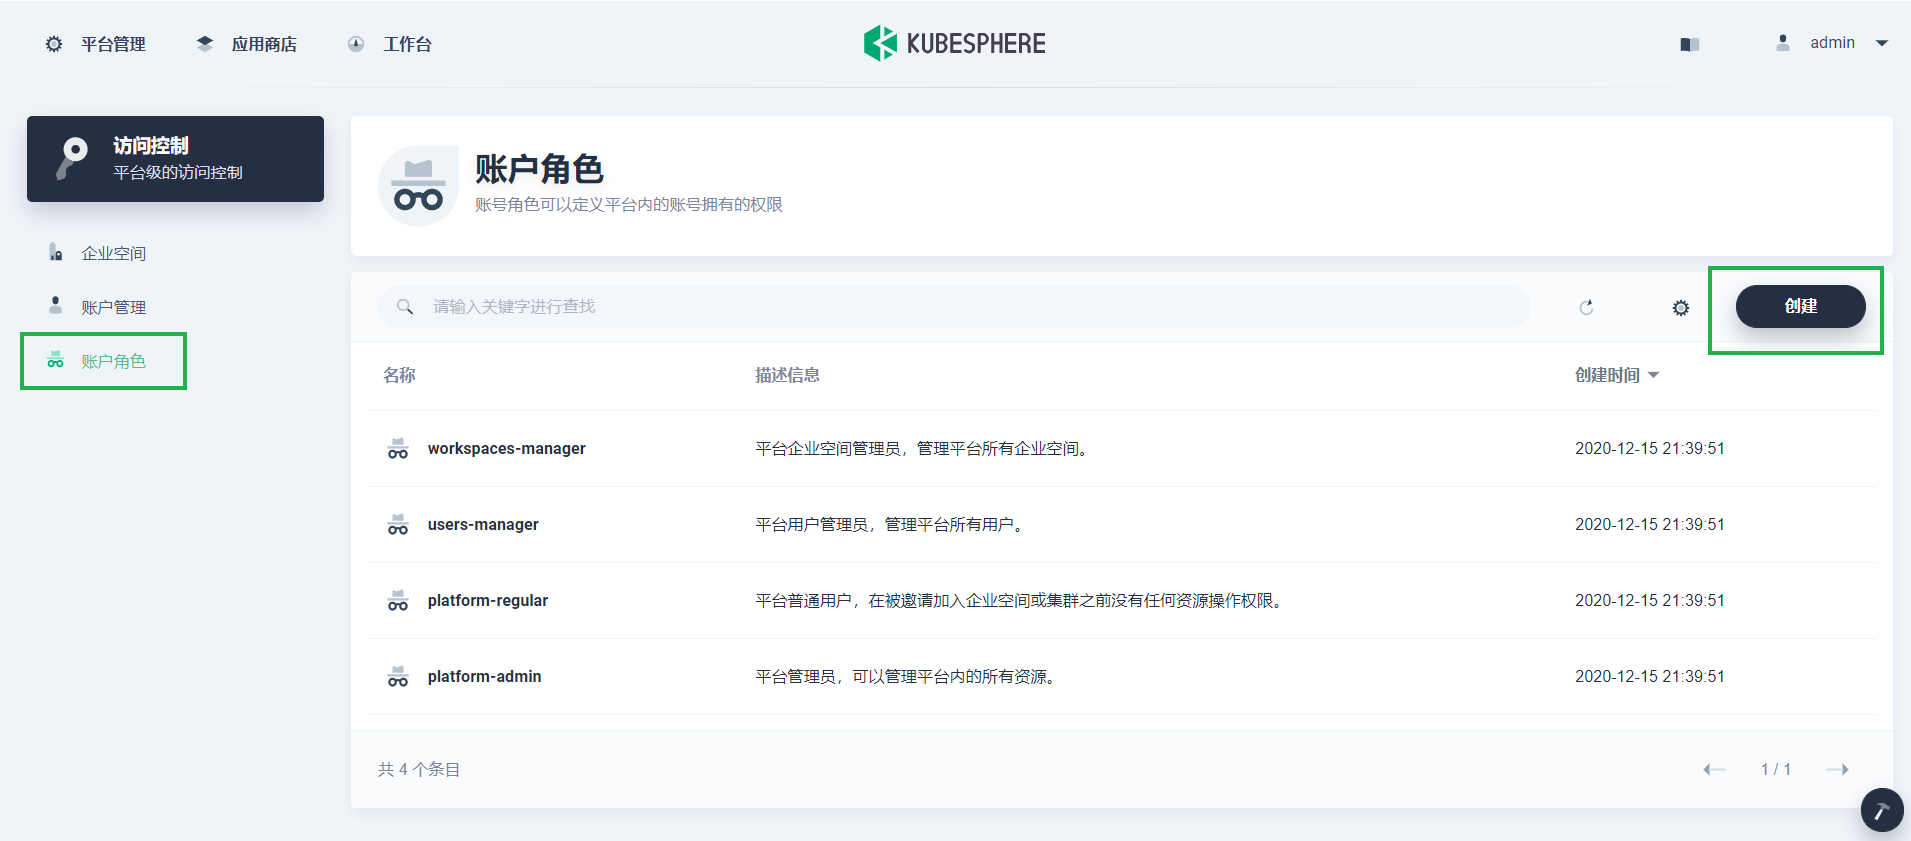 平台管理
应用商店
工作台
KUBESPHERE
admin
访问控制
平台级的访问控制
企业空间
账户管理
账户角色
账户角色
账号角色可以定义平台内的账号拥有的权限
请输入关键字进行查找
创建
名称
描述信息
创建时间
workspaces-manager
平台企业空间管理员，管理平台所有企业空间。
2020-12-15 21:39:51
users-manager
平台用户管理员，管理平台所有用户。
2020-12-15 21:39:51
platform-regular
平台普通用户，在被邀请加入企业空间或集群之前没有任何资源操作权限。
2020-12-15 21:39:51
platform-admin
平台管理员，可以管理平台内的所有资源。
2020-12-15 21:39:51
共 4 个条目
1 / 1